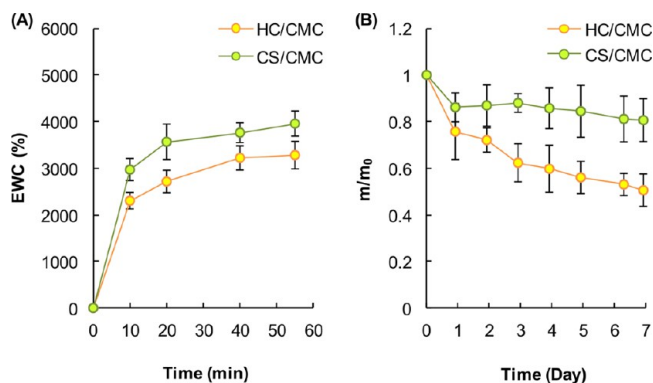 (A)
HC/CMC
CS/CMC
EWC (%)
6000
5000
4000
3000
2000
1000
0
0 10 20 30 40 50 60
Time (min)
(B)
HC/CMC
CS/CMC
m/m₀
1.2
1
0.8
0.6
0.4
0.2
0
0 1 2 3 4 5 6 7
Time (Day)